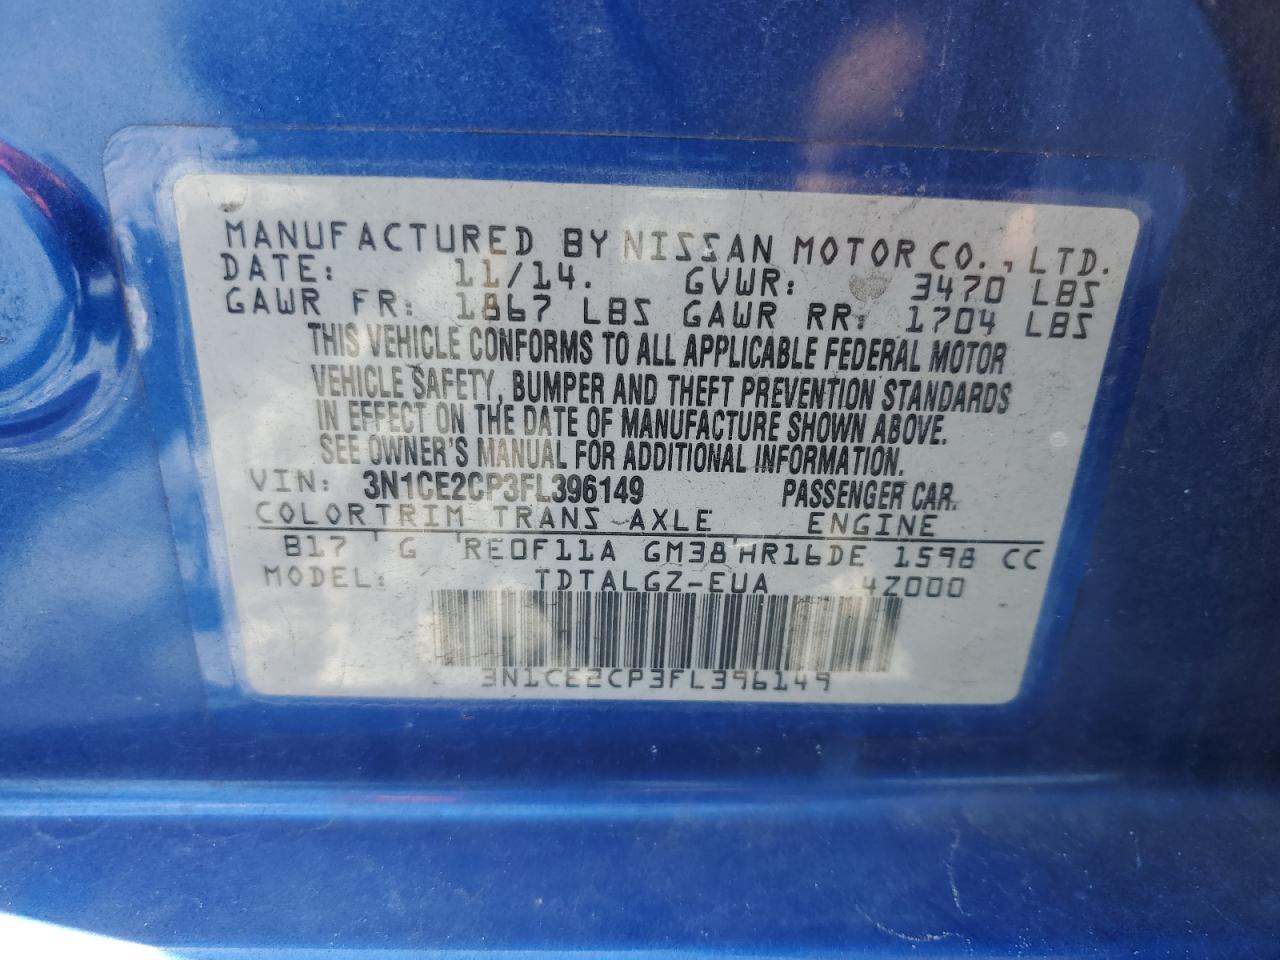 MANUFACTURED BY NISSAN MOTOR CO., LTD.
DATE: 11/14. GVWR: 3470 LBS
GAWR FR: 1867 LBS GAWR RR: 1704 LBS
THIS VEHICLE CONFORMS TO ALL APPLICABLE FEDERAL MOTOR
VEHICLE SAFETY, BUMPER AND THEFT PREVENTION STANDARDS
IN EFFECT ON THE DATE OF MANUFACTURE SHOWN ABOVE.
SEE OWNER'S MANUAL FOR ADDITIONAL INFORMATION.
VIN: 3N1CE2CP3FL396149 PASSENGER CAR.
COLOR TRIM TRANS AXLE ENGINE
B17 G RE0F11A GM38 HR16DE 1598 CC
MODEL: TDTALGZ-EUA 4Z000
3N1CE2CP3FL396149